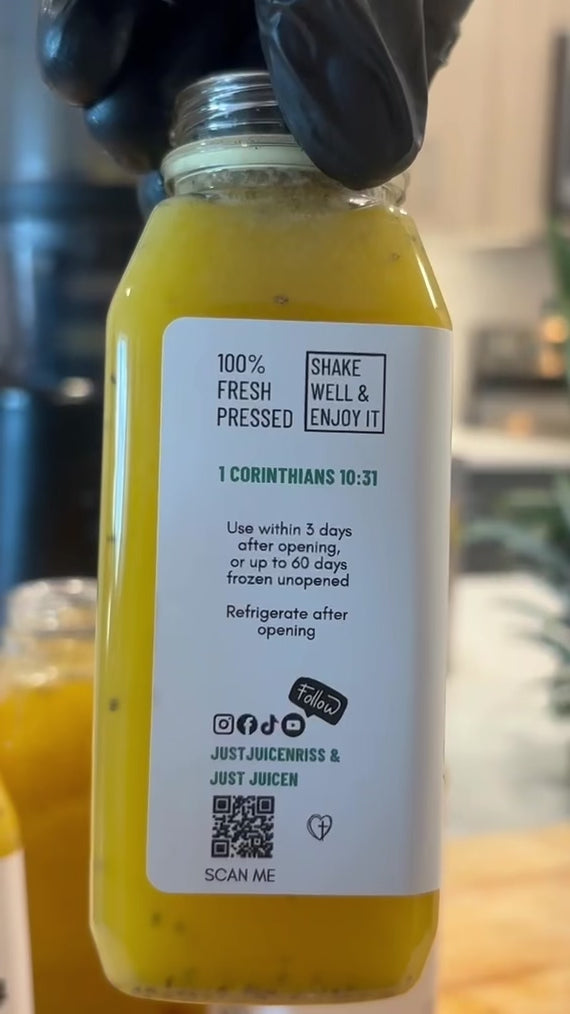 100%
FRESH
PRESSED
SHAKE
WELL &
ENJOY IT
1 CORINTHIANS 10:31
Use within 3 days
after opening,
or up to 60 days
frozen unopened
Refrigerate after
opening
Follow
JUSTJUICENRISS &
JUST JUICEN
SCAN ME